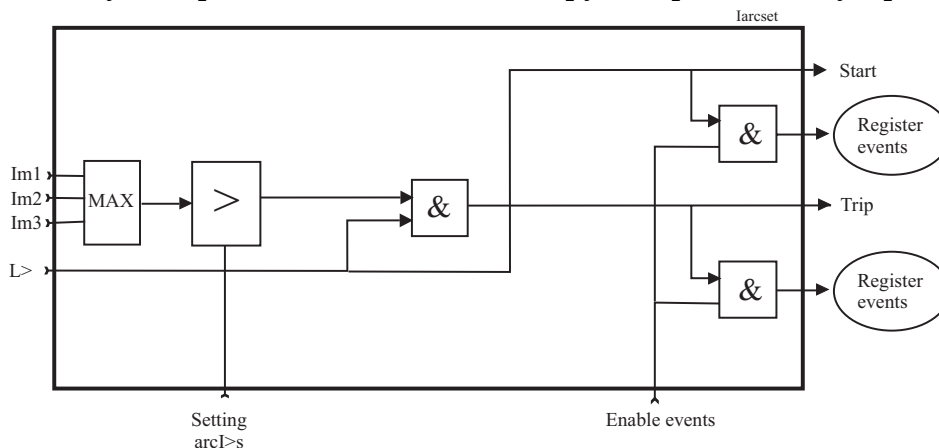 Iarcset
Start
&
Register
events
Im1
Im2
Im3
MAX
>
&
Trip
L>
&
Register
events
Setting
arcI>s
Enable events